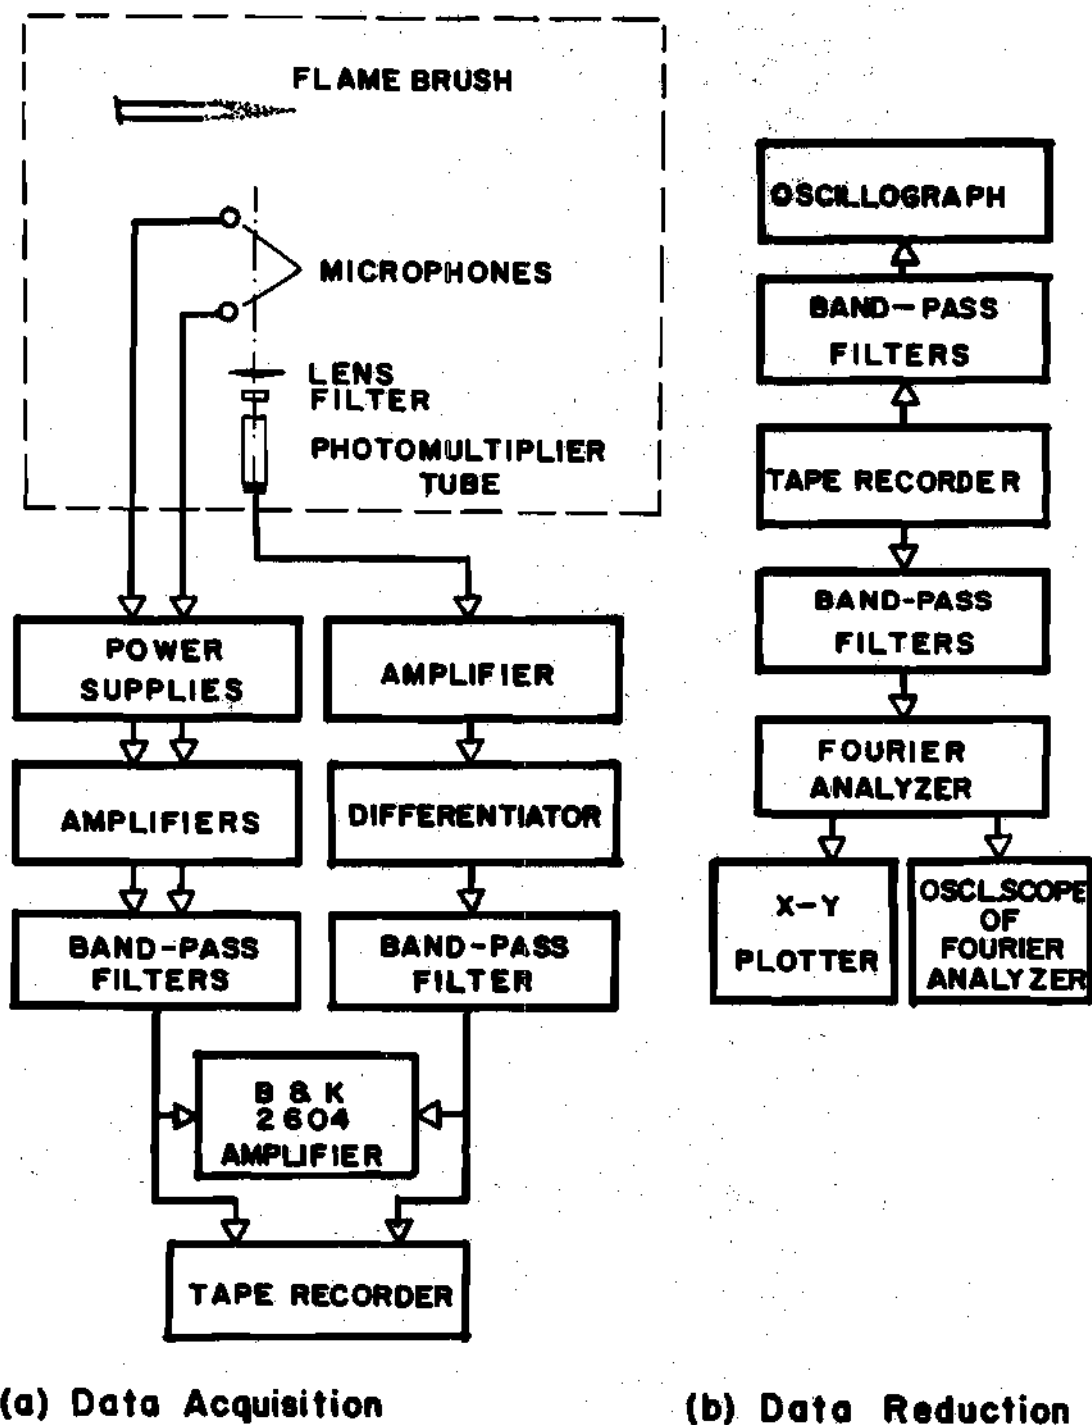 FLAME BRUSH
MICROPHONES
LENS
FILTER
PHOTOMULTIPLIER
TUBE
POWER
SUPPLIES
AMPLIFIER
AMPLIFIERS
DIFFERENTIATOR
BAND-PASS
FILTERS
BAND-PASS
FILTER
B & K
2604
AMPLIFIER
TAPE RECORDER
(a) Data Acquisition
OSCILLOGRAPH
BAND-PASS
FILTERS
TAPE RECORDER
BAND-PASS
FILTERS
FOURIER
ANALYZER
X-Y
PLOTTER
OSCLSCOPE
OF
FOURIER
ANALYZER
(b) Data Reduction